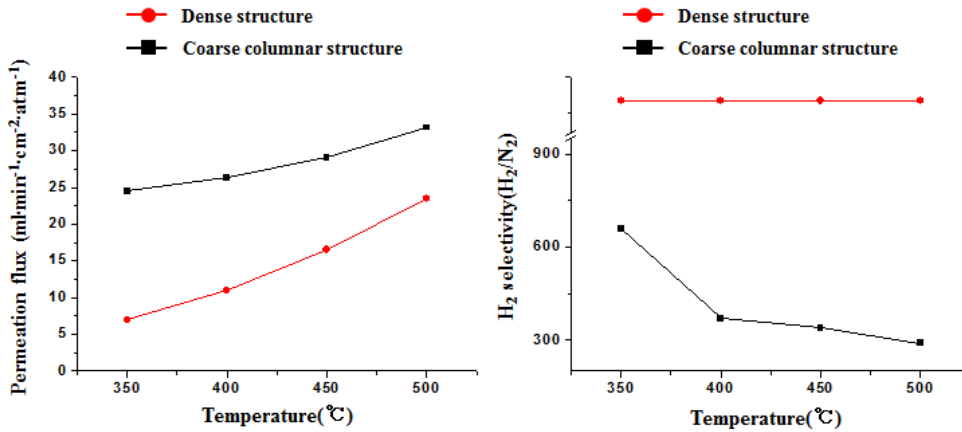 Dense structure
Coarse columnar structure
Permeation flux (ml·min⁻¹·cm⁻²·atm⁻¹)
40
35
30
25
20
15
10
5
0
350 400 450 500
Temperature(℃)
Dense structure
Coarse columnar structure
H₂ selectivity(H₂/N₂)
900
600
300
350 400 450 500
Temperature(℃)